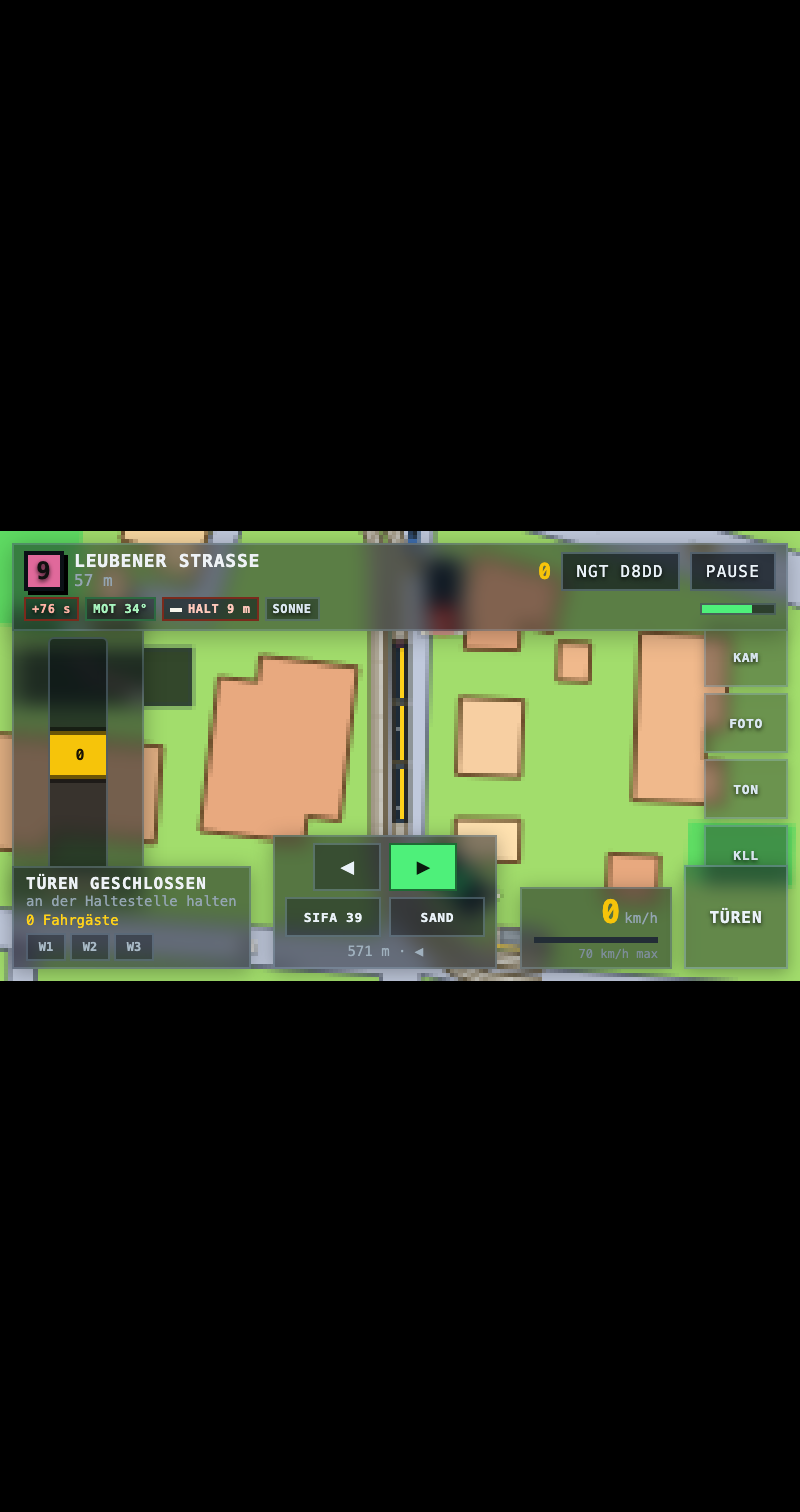 9 LEUBENER STRASSE
57 m
0 NGT D8DD PAUSE
+76 s MOT 34° HALT 9 m SONNE
KAM
FOTO
0
TON
KLL
TÜREN GESCHLOSSEN
an der Haltestelle halten
0 Fahrgäste
W1 W2 W3
◀ ▶
SIFA 39 SAND
571 m · ◀
0 km/h
70 km/h max
TÜREN